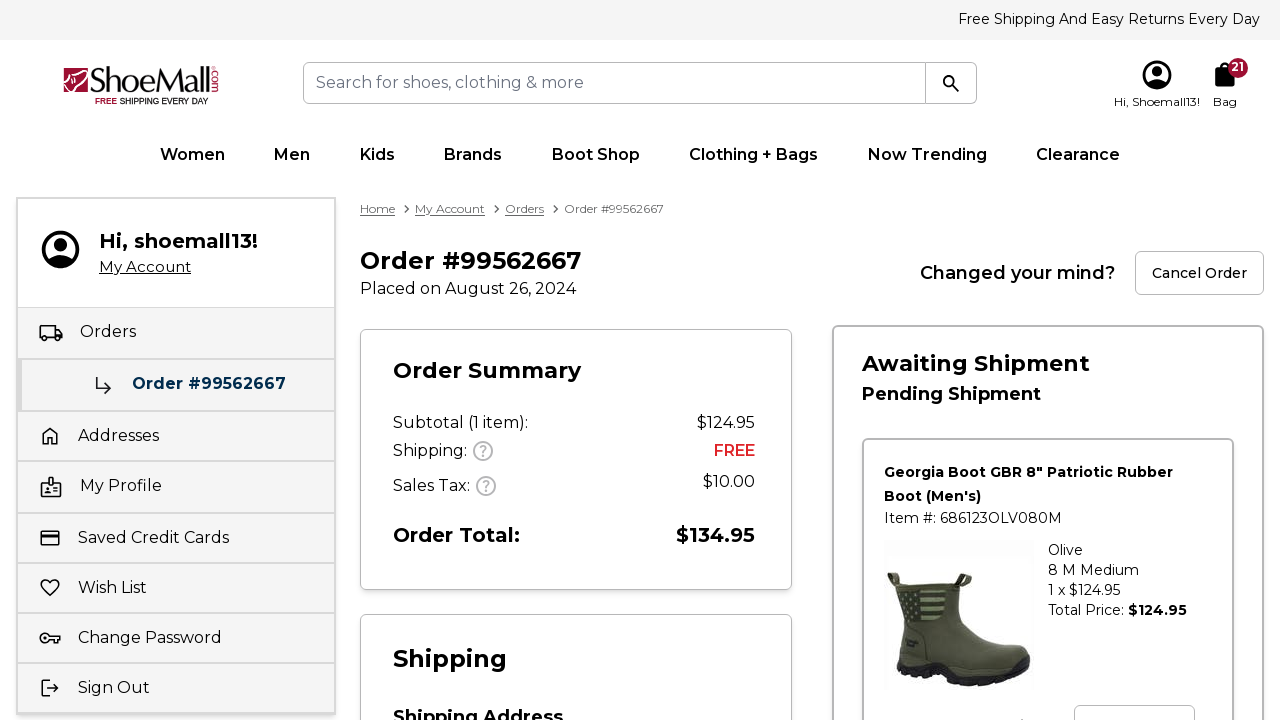 Free Shipping And Easy Returns Every Day
ShoeMall.com
FREE SHIPPING EVERY DAY
Search for shoes, clothing & more
Hi, Shoemall13!
21
Bag
Women
Men
Kids
Brands
Boot Shop
Clothing + Bags
Now Trending
Clearance
Hi, shoemall13!
My Account
Orders
Order #99562667
Addresses
My Profile
Saved Credit Cards
Wish List
Change Password
Sign Out
Home
My Account
Orders
Order #99562667
Order #99562667
Placed on August 26, 2024
Changed your mind?
Cancel Order
Order Summary
Subtotal (1 item): $124.95
Shipping: ? FREE
Sales Tax: ? $10.00
Order Total: $134.95
Shipping
Shipping Address
Awaiting Shipment
Pending Shipment
Georgia Boot GBR 8" Patriotic Rubber
Boot (Men's)
Item #: 686123OLV080M
Olive
8 M Medium
1 x $124.95
Total Price: $124.95